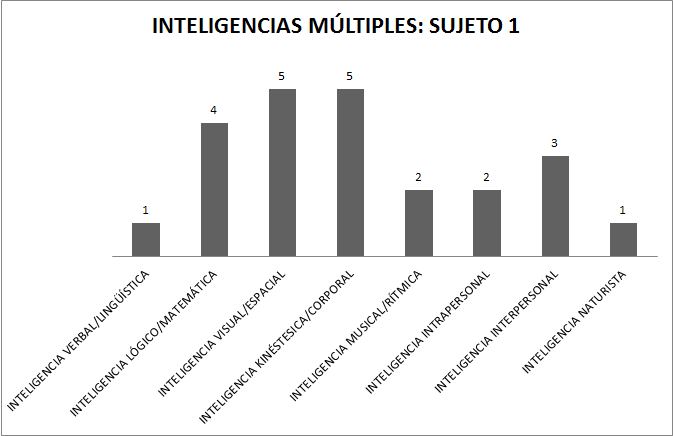 INTELIGENCIAS MÚLTIPLES: SUJETO 1
1
4
5
5
2
2
3
1
INTELIGENCIA VERBAL/LINGÜÍSTICA
INTELIGENCIA LÓGICO/MATEMÁTICA
INTELIGENCIA VISUAL/ESPACIAL
INTELIGENCIA KINÉSTESICA/CORPORAL
INTELIGENCIA MUSICAL/RÍTMICA
INTELIGENCIA INTRAPERSONAL
INTELIGENCIA INTERPERSONAL
INTELIGENCIA NATURISTA